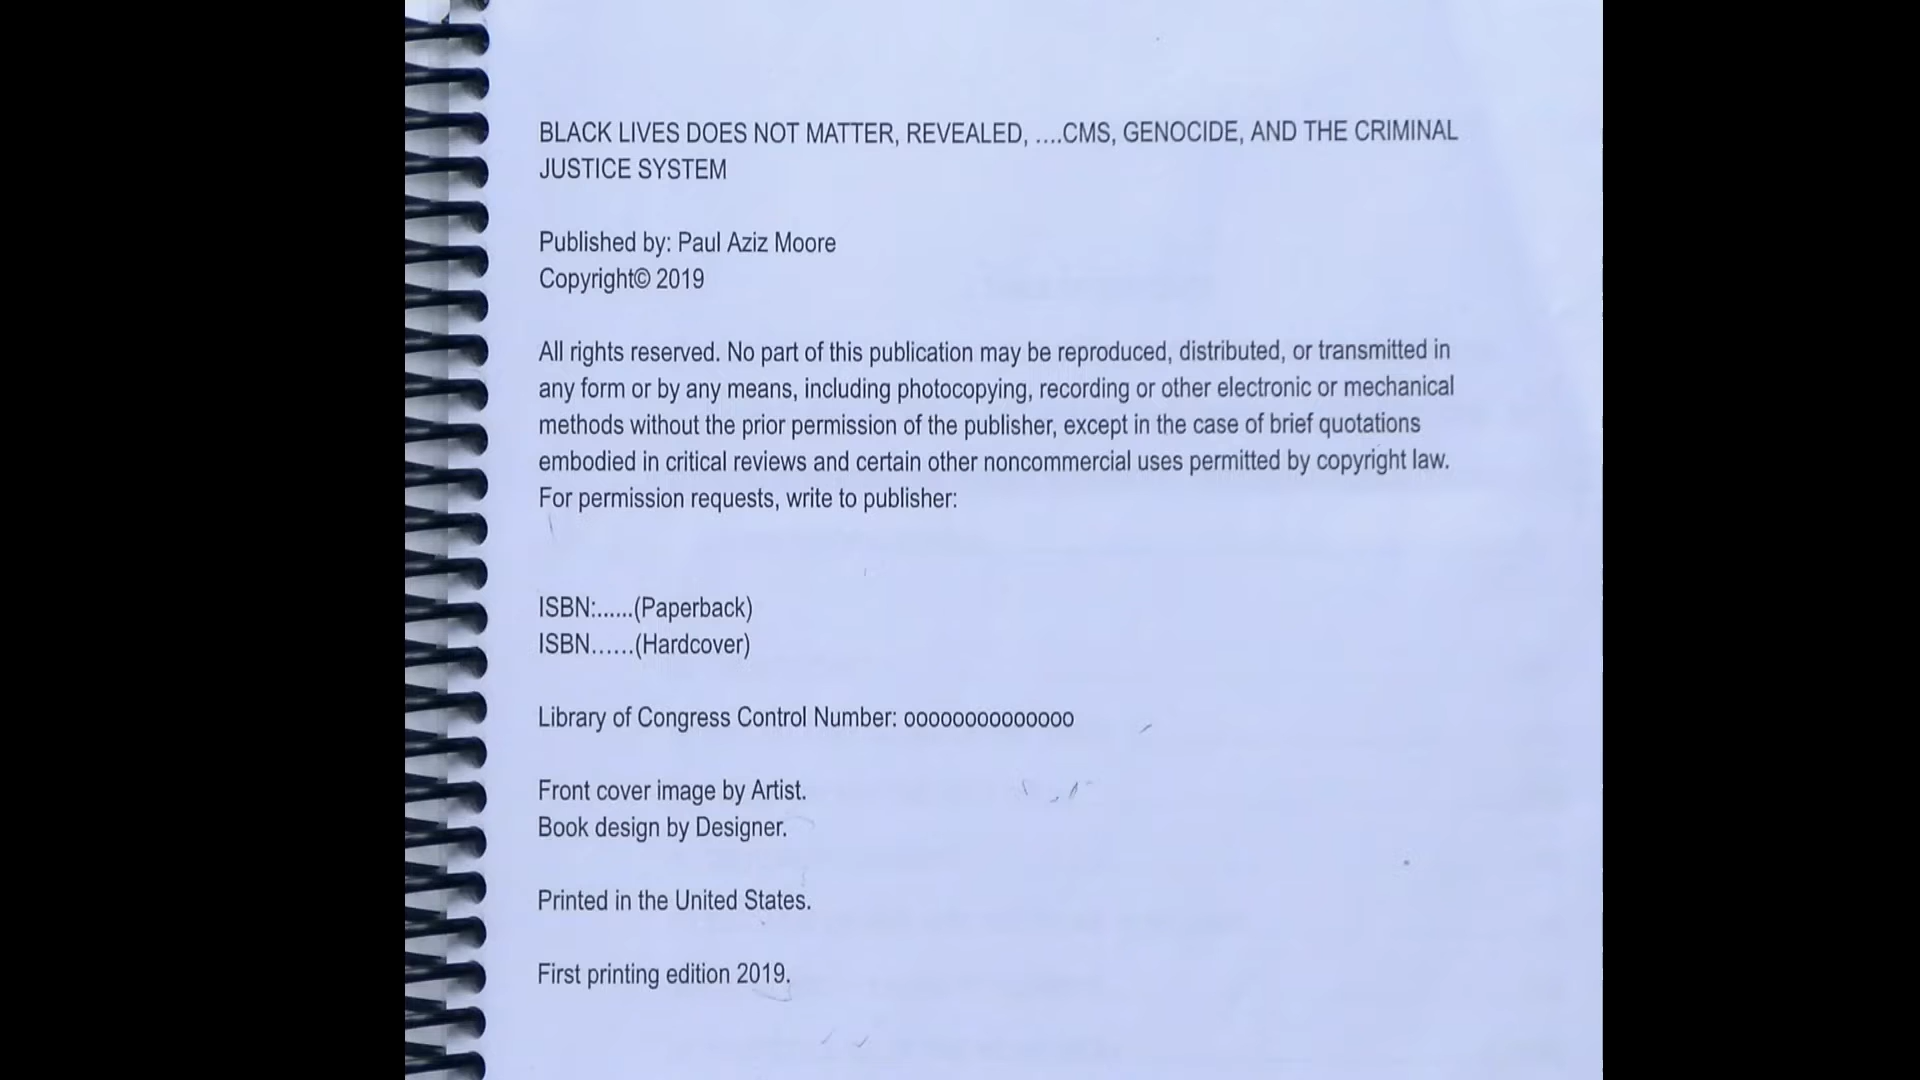 BLACK LIVES DOES NOT MATTER, REVEALED, ....CMS, GENOCIDE, AND THE CRIMINAL
JUSTICE SYSTEM
Published by: Paul Aziz Moore
Copyright© 2019
All rights reserved. No part of this publication may be reproduced, distributed, or transmitted in
any form or by any means, including photocopying, recording or other electronic or mechanical
methods without the prior permission of the publisher, except in the case of brief quotations
embodied in critical reviews and certain other noncommercial uses permitted by copyright law.
For permission requests, write to publisher:
ISBN:......(Paperback)
ISBN......(Hardcover)
Library of Congress Control Number: oooooooooooooo
Front cover image by Artist.
Book design by Designer.
Printed in the United States.
First printing edition 2019.